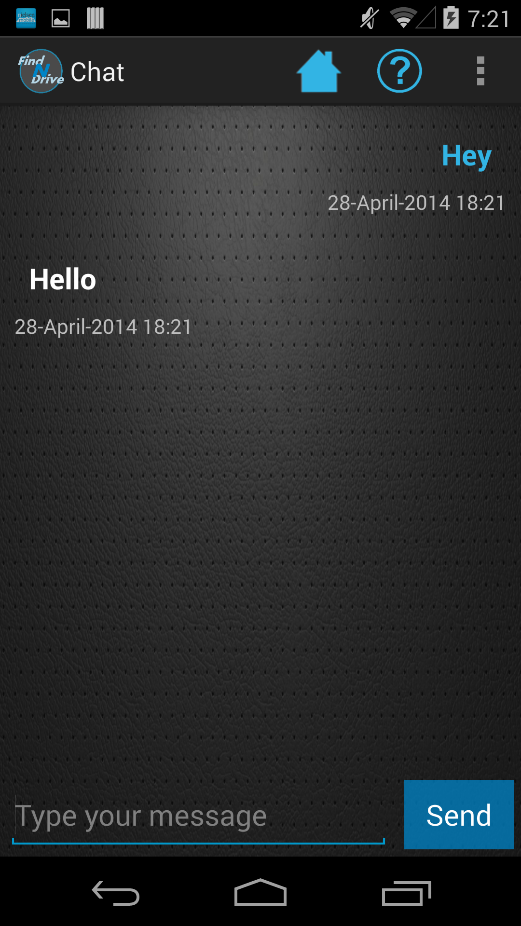 7:21
Find
N
Drive
Chat
?
Hey
28-April-2014 18:21
Hello
28-April-2014 18:21
Type your message
Send